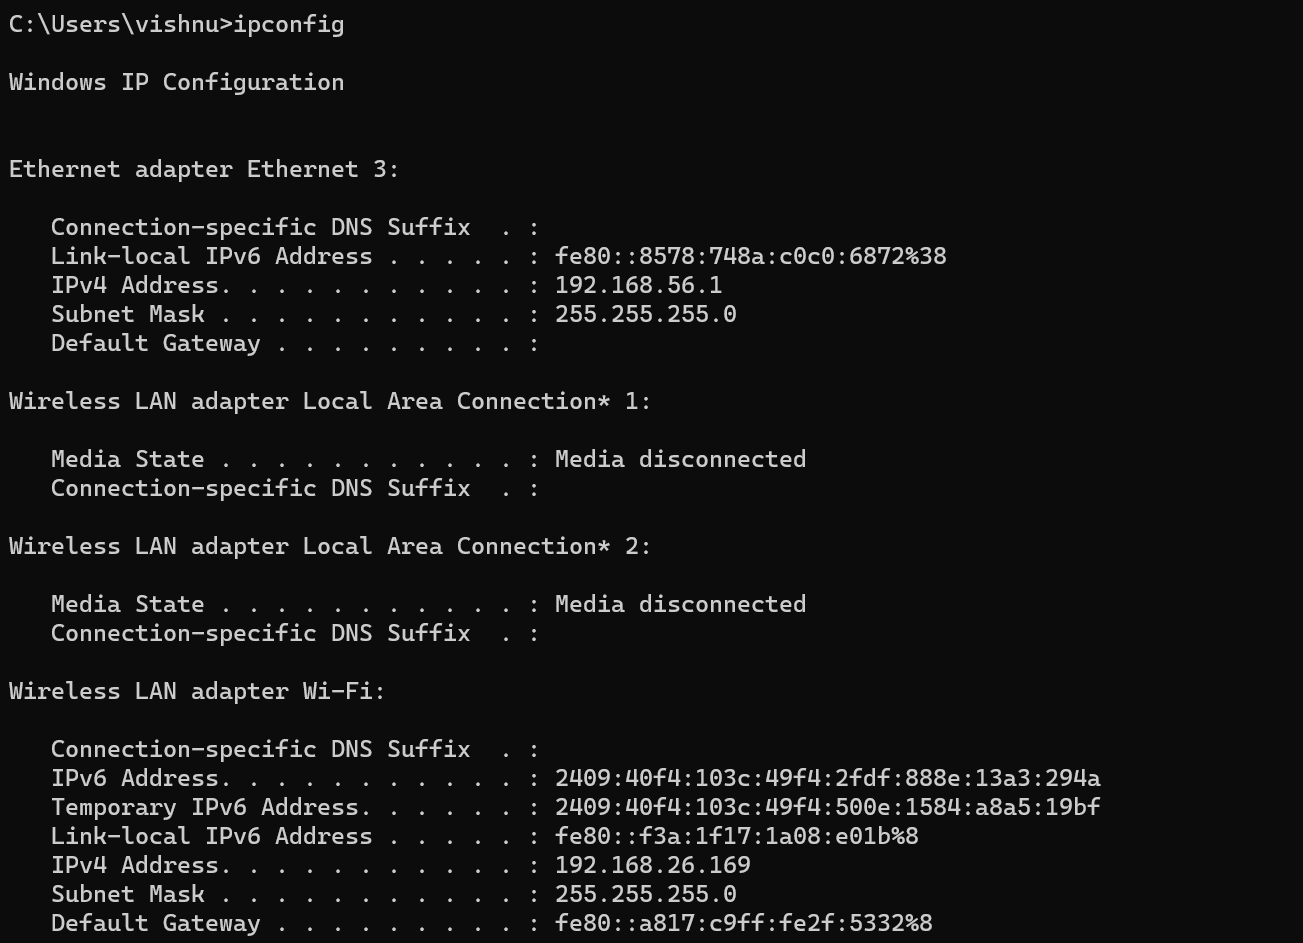 C:\Users\vishnu>ipconfig
Windows IP Configuration
Ethernet adapter Ethernet 3:
   Connection-specific DNS Suffix  . :
   Link-local IPv6 Address . . . . . : fe80::8578:748a:c0c0:6872%38
   IPv4 Address. . . . . . . . . . . : 192.168.56.1
   Subnet Mask . . . . . . . . . . . : 255.255.255.0
   Default Gateway . . . . . . . . . :
Wireless LAN adapter Local Area Connection* 1:
   Media State . . . . . . . . . . . : Media disconnected
   Connection-specific DNS Suffix  . :
Wireless LAN adapter Local Area Connection* 2:
   Media State . . . . . . . . . . . : Media disconnected
   Connection-specific DNS Suffix  . :
Wireless LAN adapter Wi-Fi:
   Connection-specific DNS Suffix  . :
   IPv6 Address. . . . . . . . . . . : 2409:40f4:103c:49f4:2fdf:888e:13a3:294a
   Temporary IPv6 Address. . . . . . : 2409:40f4:103c:49f4:500e:1584:a8a5:19bf
   Link-local IPv6 Address . . . . . : fe80::f3a:1f17:1a08:e01b%8
   IPv4 Address. . . . . . . . . . . : 192.168.26.169
   Subnet Mask . . . . . . . . . . . : 255.255.255.0
   Default Gateway . . . . . . . . . : fe80::a817:c9ff:fe2f:5332%8